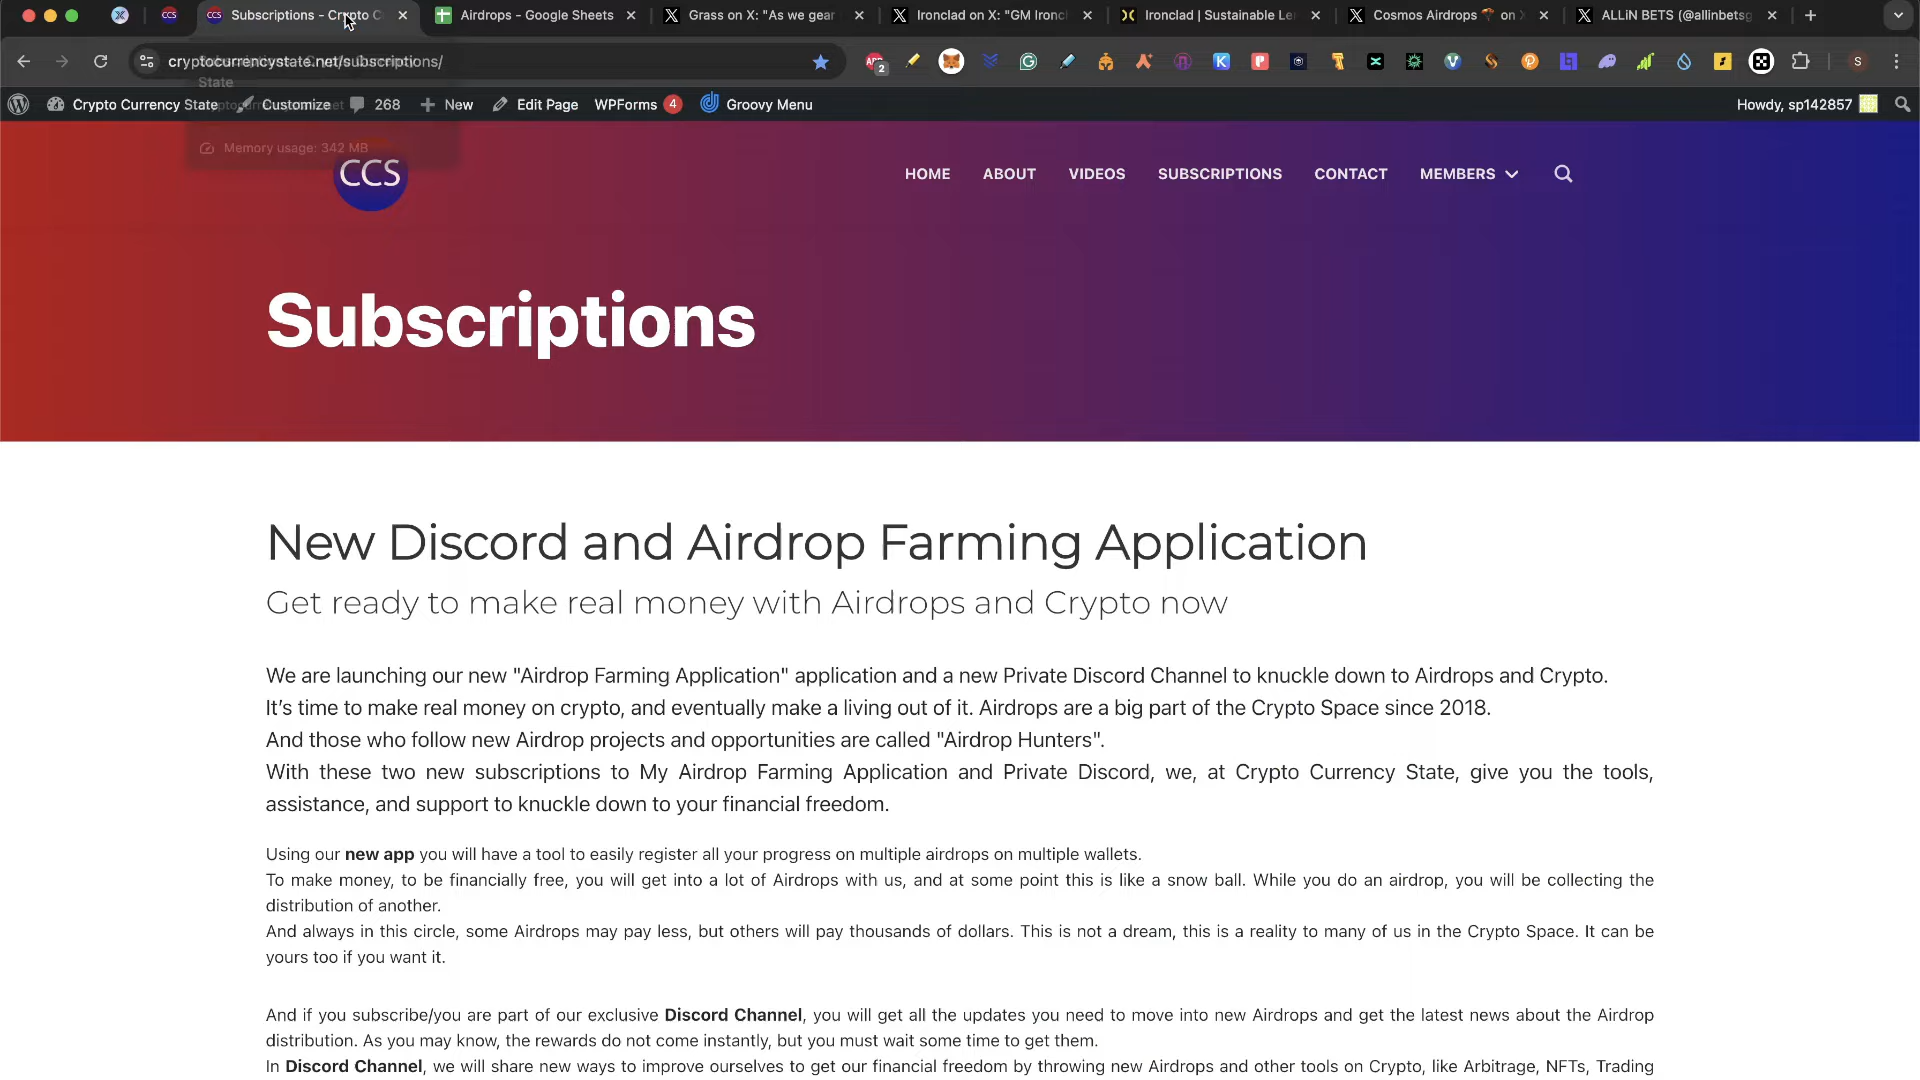 Subscriptions - Crypto C
Airdrops - Google Sheets
Grass on X: "As we gear
Ironclad on X: "GM Ironcl
Ironclad | Sustainable Le
Cosmos Airdrops 🪂 on X
ALLiN BETS (@allinbetsg
cryptocurrencystate.net/subscriptions/
State
2
S
Crypto Currency State
Customize
268
New
Edit Page
WPForms 4
Groovy Menu
Howdy, sp142857
Memory usage: 342 MB
CCS
HOME
ABOUT
VIDEOS
SUBSCRIPTIONS
CONTACT
MEMBERS
Subscriptions
New Discord and Airdrop Farming Application
Get ready to make real money with Airdrops and Crypto now
We are launching our new "Airdrop Farming Application" application and a new Private Discord Channel to knuckle down to Airdrops and Crypto.
It's time to make real money on crypto, and eventually make a living out of it. Airdrops are a big part of the Crypto Space since 2018.
And those who follow new Airdrop projects and opportunities are called "Airdrop Hunters".
With these two new subscriptions to My Airdrop Farming Application and Private Discord, we, at Crypto Currency State, give you the tools,
assistance, and support to knuckle down to your financial freedom.
Using our new app you will have a tool to easily register all your progress on multiple airdrops on multiple wallets.
To make money, to be financially free, you will get into a lot of Airdrops with us, and at some point this is like a snow ball. While you do an airdrop, you will be collecting the
distribution of another.
And always in this circle, some Airdrops may pay less, but others will pay thousands of dollars. This is not a dream, this is a reality to many of us in the Crypto Space. It can be
yours too if you want it.
And if you subscribe/you are part of our exclusive Discord Channel, you will get all the updates you need to move into new Airdrops and get the latest news about the Airdrop
distribution. As you may know, the rewards do not come instantly, but you must wait some time to get them.
In Discord Channel, we will share new ways to improve ourselves to get our financial freedom by throwing new Airdrops and other tools on Crypto, like Arbitrage, NFTs, Trading